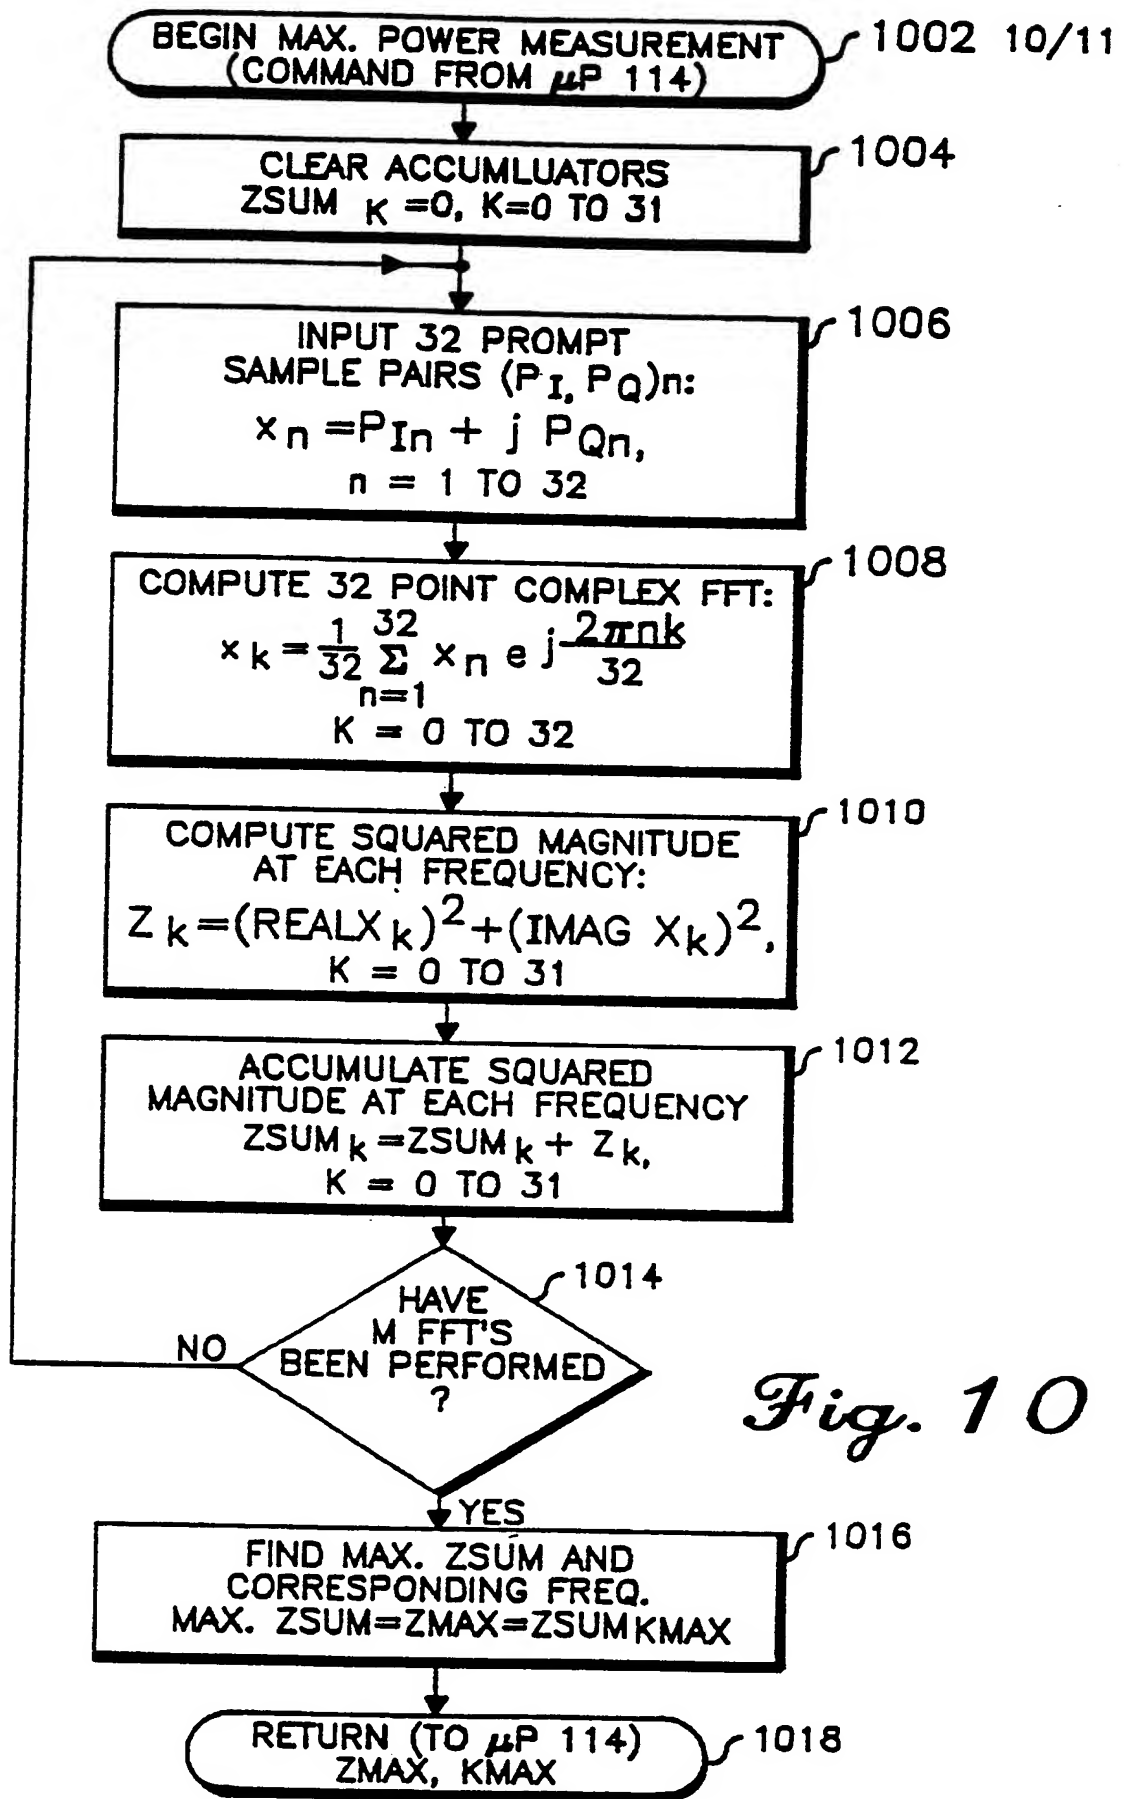 BEGIN MAX. POWER MEASUREMENT
(COMMAND FROM μP 114)
1002 10/11
CLEAR ACCUMLUATORS
ZSUM K =0, K=0 TO 31
1004
INPUT 32 PROMPT
SAMPLE PAIRS (PI, PQ)n:
xn =PIn + j PQn,
n = 1 TO 32
1006
COMPUTE 32 POINT COMPLEX FFT:
xk = 1/32 32Σn=1 xn e j 2πnk/32
K = 0 TO 32
1008
COMPUTE SQUARED MAGNITUDE
AT EACH FREQUENCY:
Zk=(REALXk)²+(IMAG Xk)²,
K = 0 TO 31
1010
ACCUMULATE SQUARED
MAGNITUDE AT EACH FREQUENCY
ZSUMk=ZSUMk+ Zk,
K = 0 TO 31
1012
HAVE
M FFT'S
BEEN PERFORMED
?
1014
NO
YES
Fig. 10
FIND MAX. ZSUM AND
CORRESPONDING FREQ.
MAX. ZSUM=ZMAX=ZSUMKMAX
1016
RETURN (TO μP 114)
ZMAX, KMAX
1018